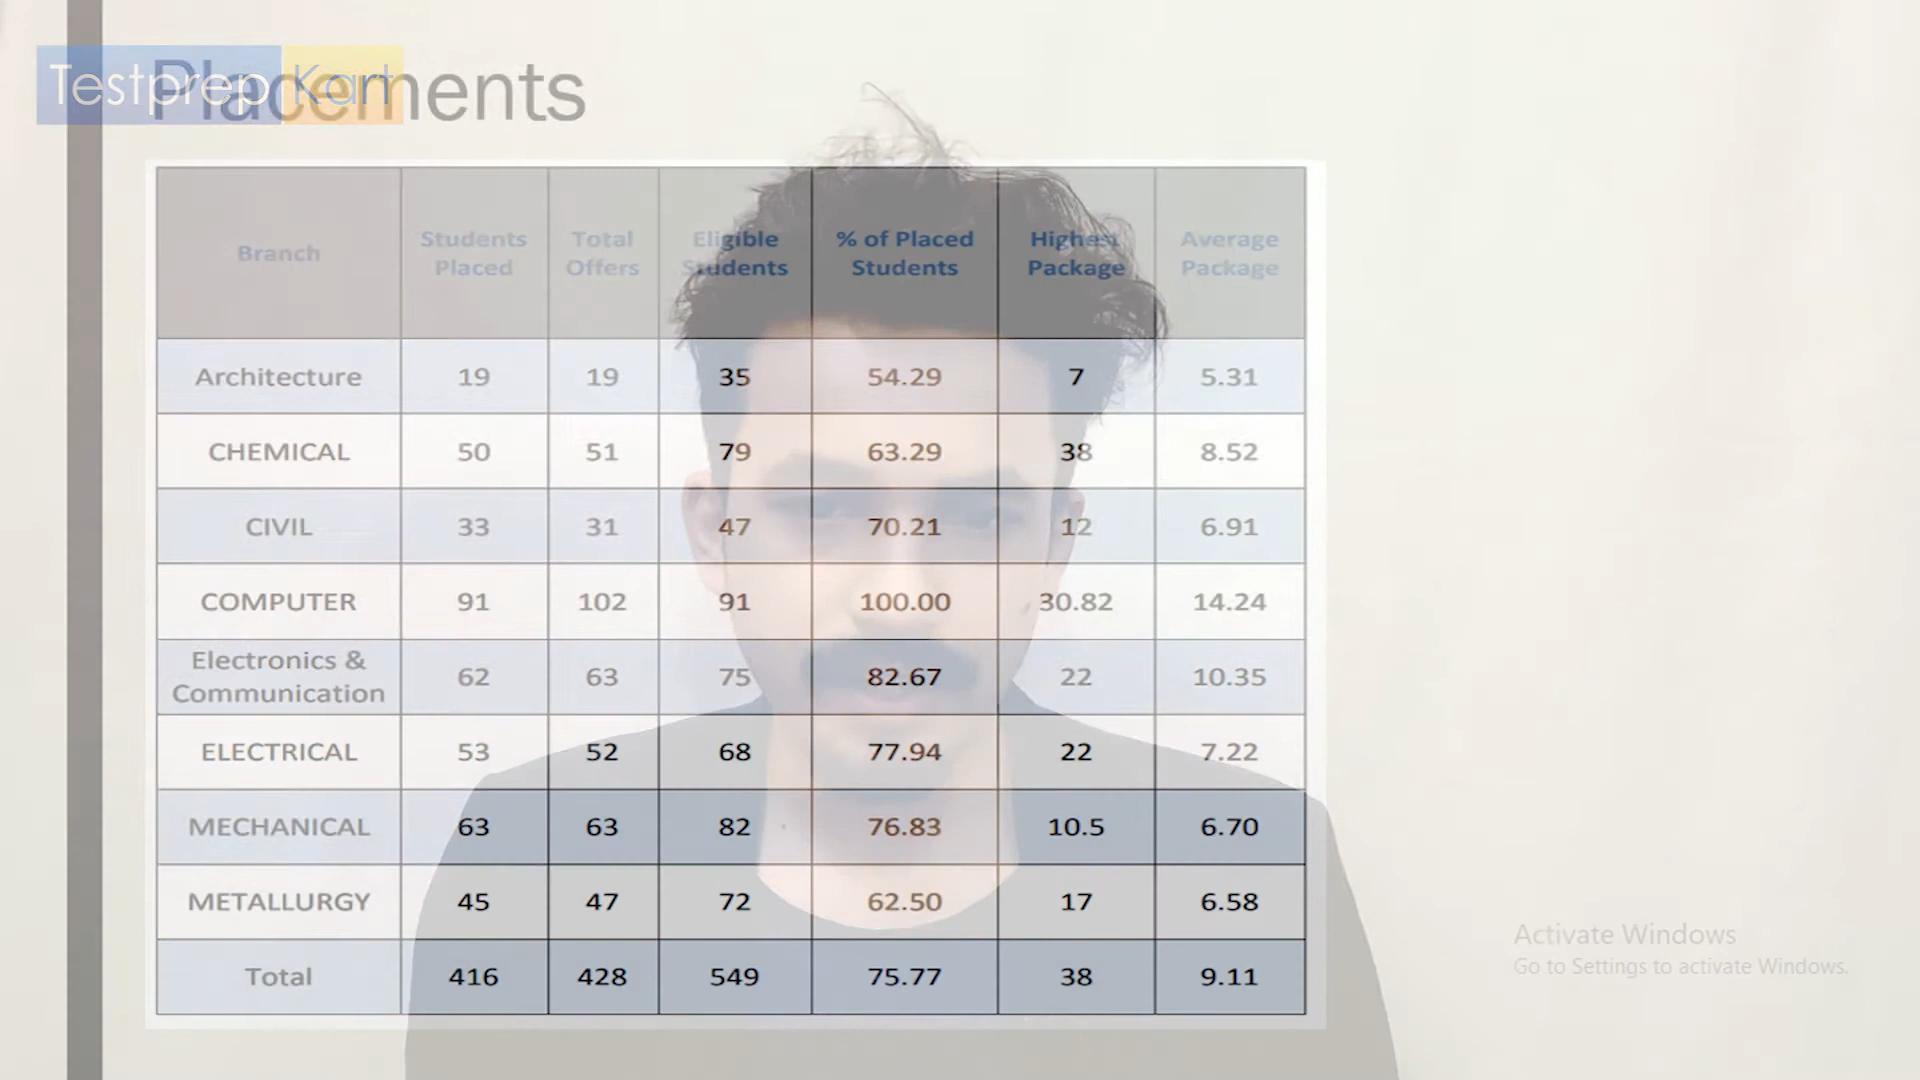 Testprep Kart
Placements
Branch Students Placed Total Offers Eligible Students % of Placed Students Highest Package Average Package
Architecture 19 19 35 54.29 7 5.31
CHEMICAL 50 51 79 63.29 38 8.52
CIVIL 33 31 47 70.21 12 6.91
COMPUTER 91 102 91 100.00 30.82 14.24
Electronics & Communication 62 63 75 82.67 22 10.35
ELECTRICAL 53 52 68 77.94 22 7.22
MECHANICAL 63 63 82 76.83 10.5 6.70
METALLURGY 45 47 72 62.50 17 6.58
Total 416 428 549 75.77 38 9.11
Activate Windows
Go to Settings to activate Windows.